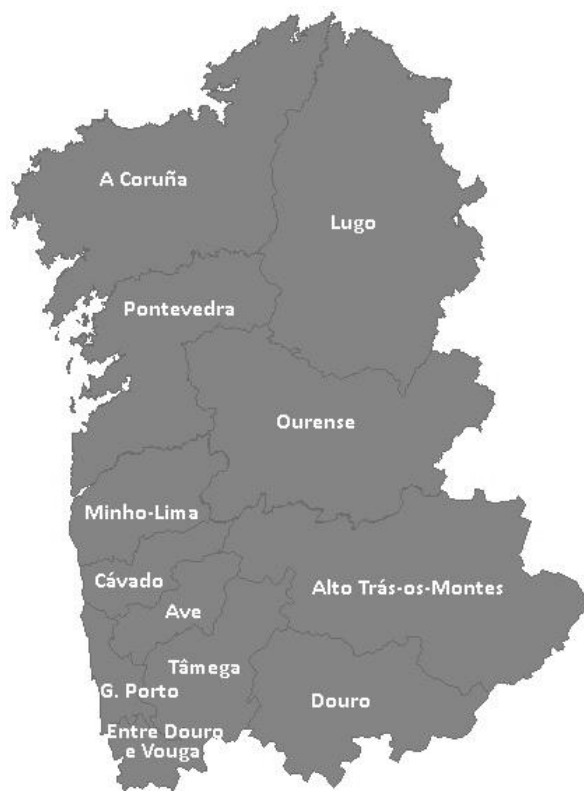 A Coruña
Lugo
Pontevedra
Ourense
Minho-Lima
Cávado
Alto Trás-os-Montes
Ave
Tâmega
G. Porto
Douro
Entre Douro
e Vouga